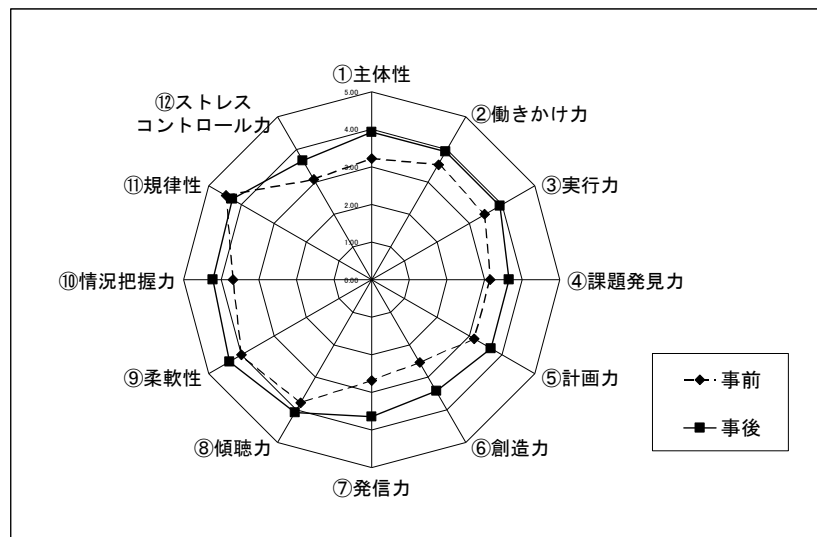 ①主体性
②働きかけ力
③実行力
④課題発見力
⑤計画力
⑥創造力
⑦発信力
⑧傾聴力
⑨柔軟性
⑩情況把握力
⑪規律性
⑫ストレス
コントロール力
5.00
4.00
3.00
2.00
1.00
0.00
事前
事後